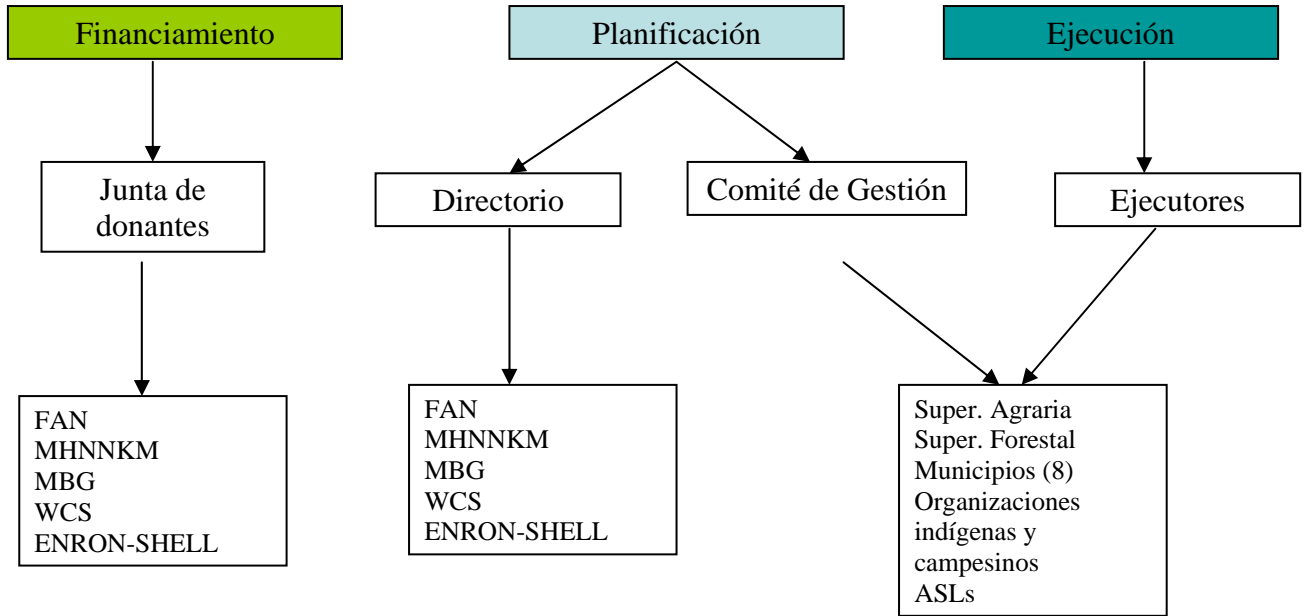 Financiamiento
Planificación
Ejecución
Junta de
donantes
Directorio
Comité de Gestión
Ejecutores
FAN
MHNNKM
MBG
WCS
ENRON-SHELL
FAN
MHNNKM
MBG
WCS
ENRON-SHELL
Super. Agraria
Super. Forestal
Municipios (8)
Organizaciones
indígenas y
campesinos
ASLs